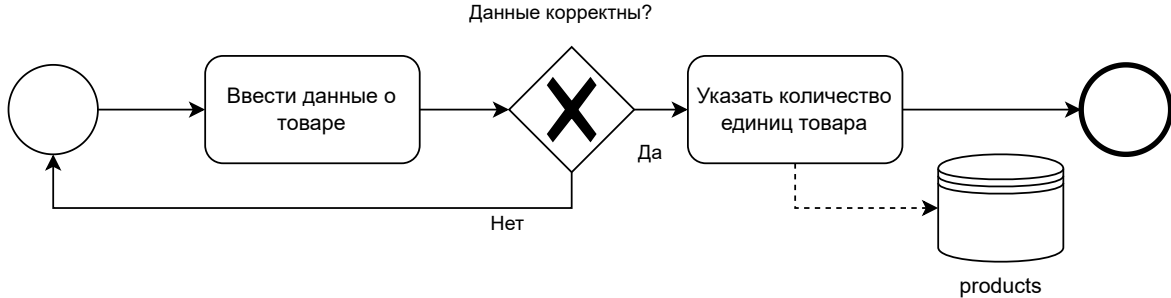 Данные корректны?
Ввести данные о
товаре
Указать количество
единиц товара
Да
Нет
products